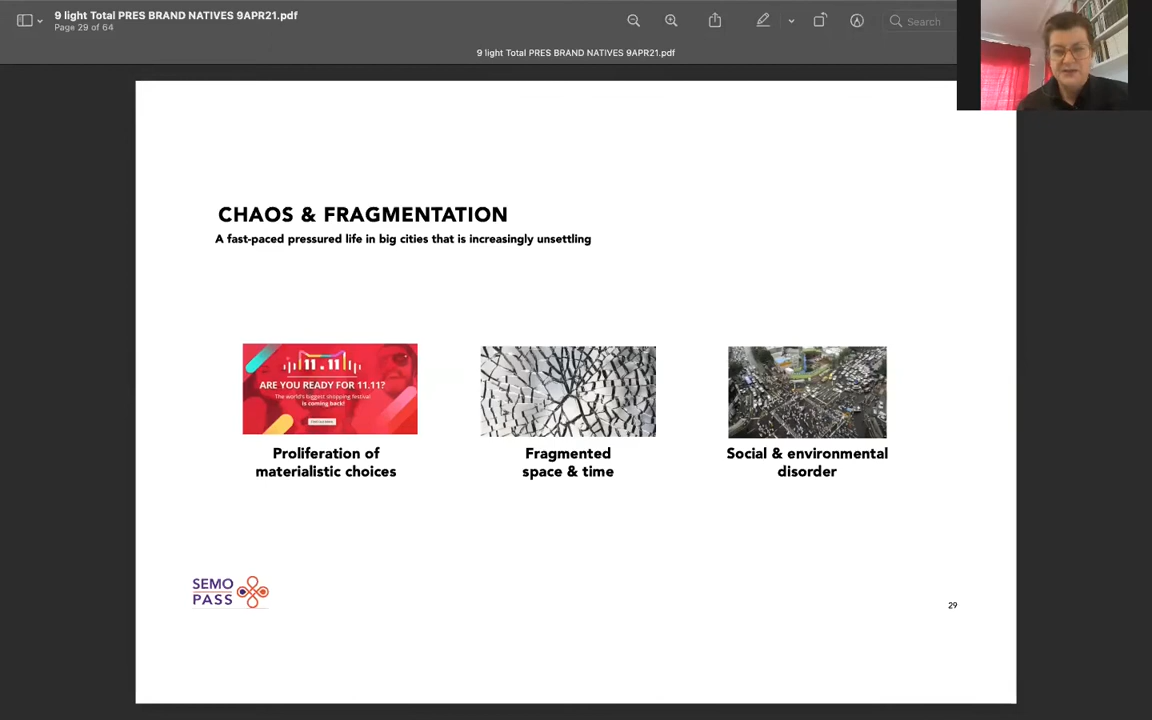 9 light Total PRES BRAND NATIVES 9APR21.pdf
Page 29 of 64
Search
9 light Total PRES BRAND NATIVES 9APR21.pdf
CHAOS & FRAGMENTATION
A fast-paced pressured life in big cities that is increasingly unsettling
11.11
ARE YOU READY FOR 11.11?
The world's biggest shopping festival
is coming back!
Proliferation of
materialistic choices
Fragmented
space & time
Social & environmental
disorder
SEMO
PASS
29